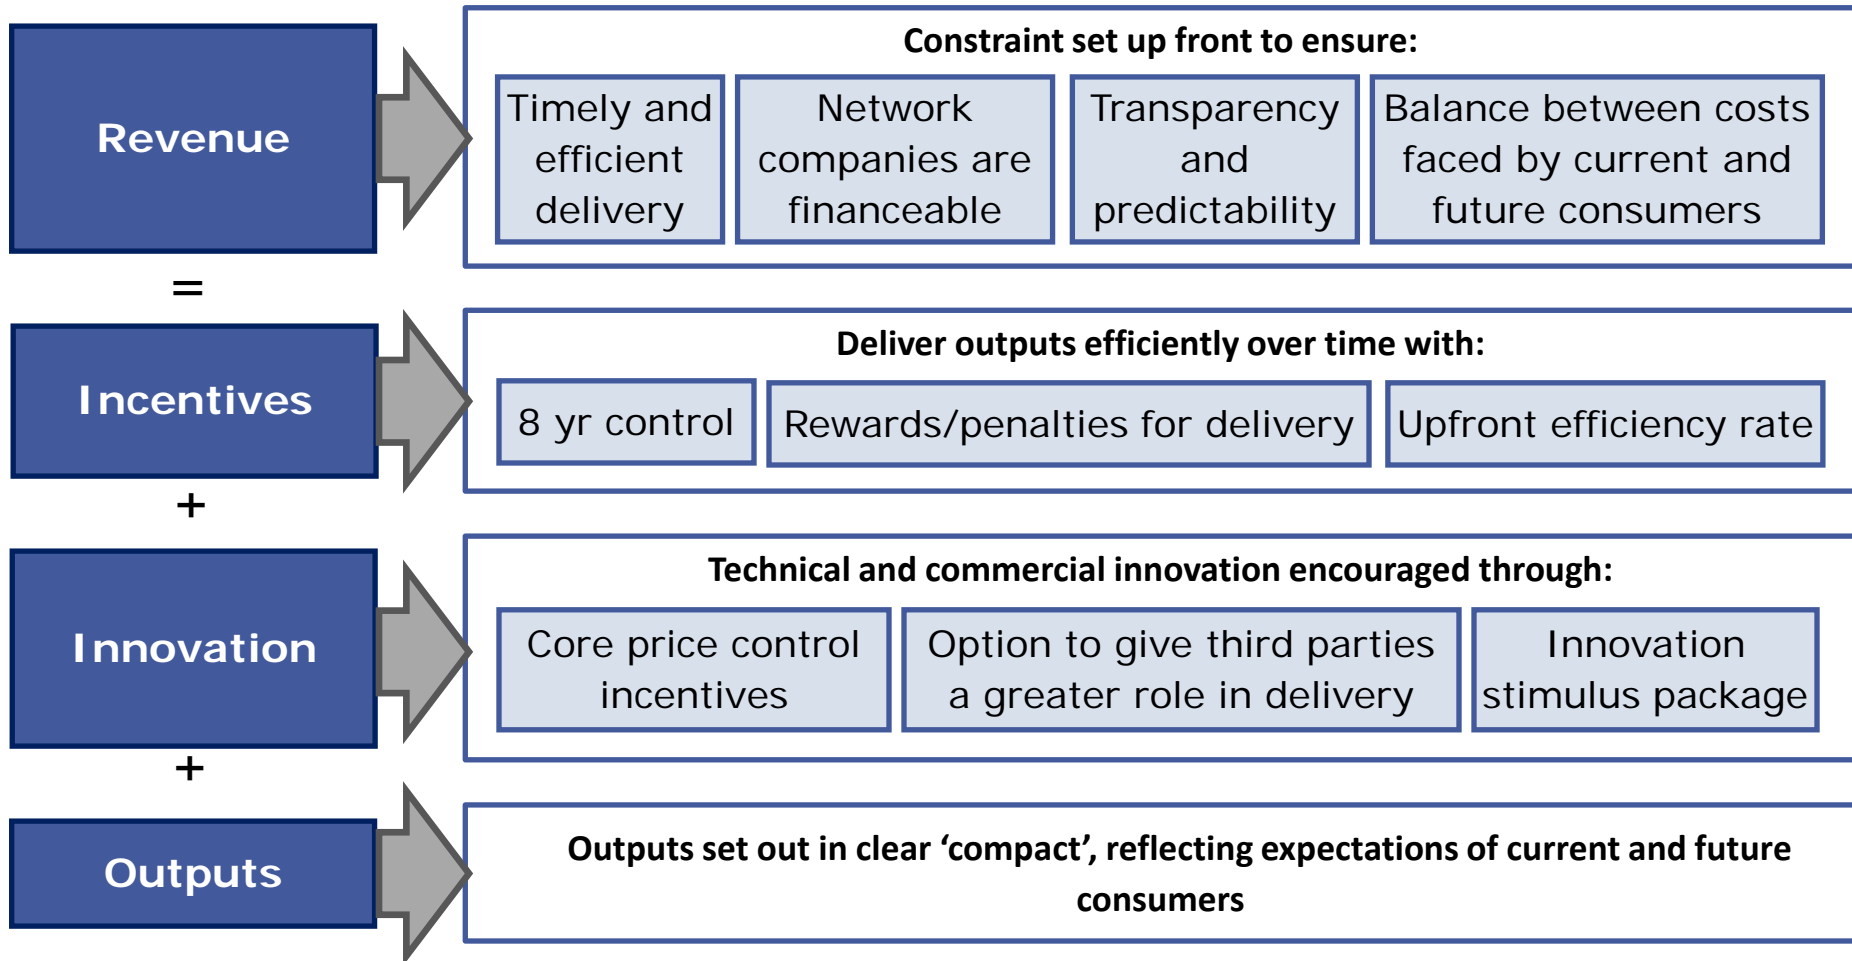 Revenue
Constraint set up front to ensure:
Timely and
efficient
delivery
Network
companies are
financeable
Transparency
and
predictability
Balance between costs
faced by current and
future consumers
=
Incentives
Deliver outputs efficiently over time with:
8 yr control
Rewards/penalties for delivery
Upfront efficiency rate
+
Innovation
Technical and commercial innovation encouraged through:
Core price control
incentives
Option to give third parties
a greater role in delivery
Innovation
stimulus package
+
Outputs
Outputs set out in clear ‘compact’, reflecting expectations of current and future
consumers